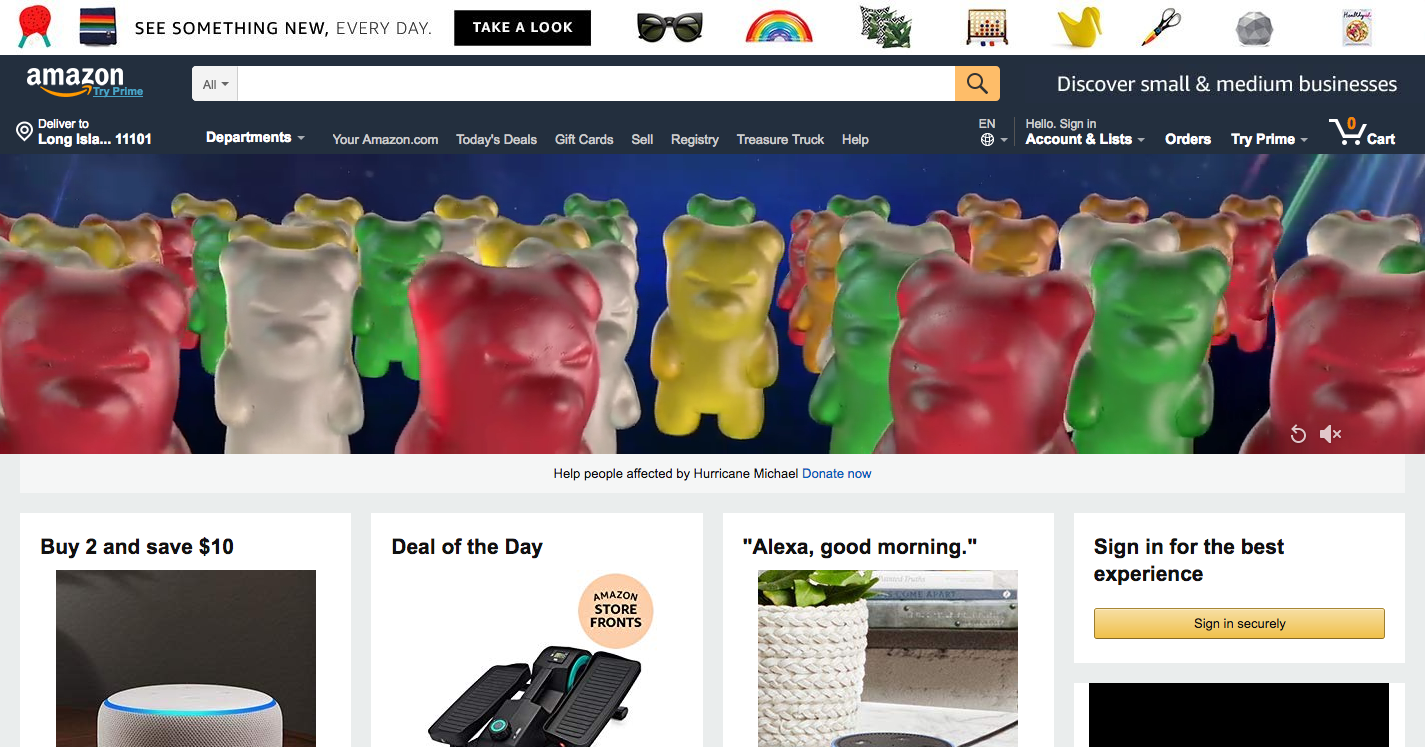 SEE SOMETHING NEW, EVERY DAY.
TAKE A LOOK
Healthyish
amazon
Try Prime
All
Discover small & medium businesses
Deliver to
Long Isla... 11101
Departments
Your Amazon.com
Today's Deals
Gift Cards
Sell
Registry
Treasure Truck
Help
EN
Hello. Sign in
Account & Lists
Orders
Try Prime
0
Cart
Help people affected by Hurricane Michael Donate now
Buy 2 and save $10
Deal of the Day
"Alexa, good morning."
Sign in for the best
experience
AMAZON
STORE
FRONTS
COME APART
Sign in securely